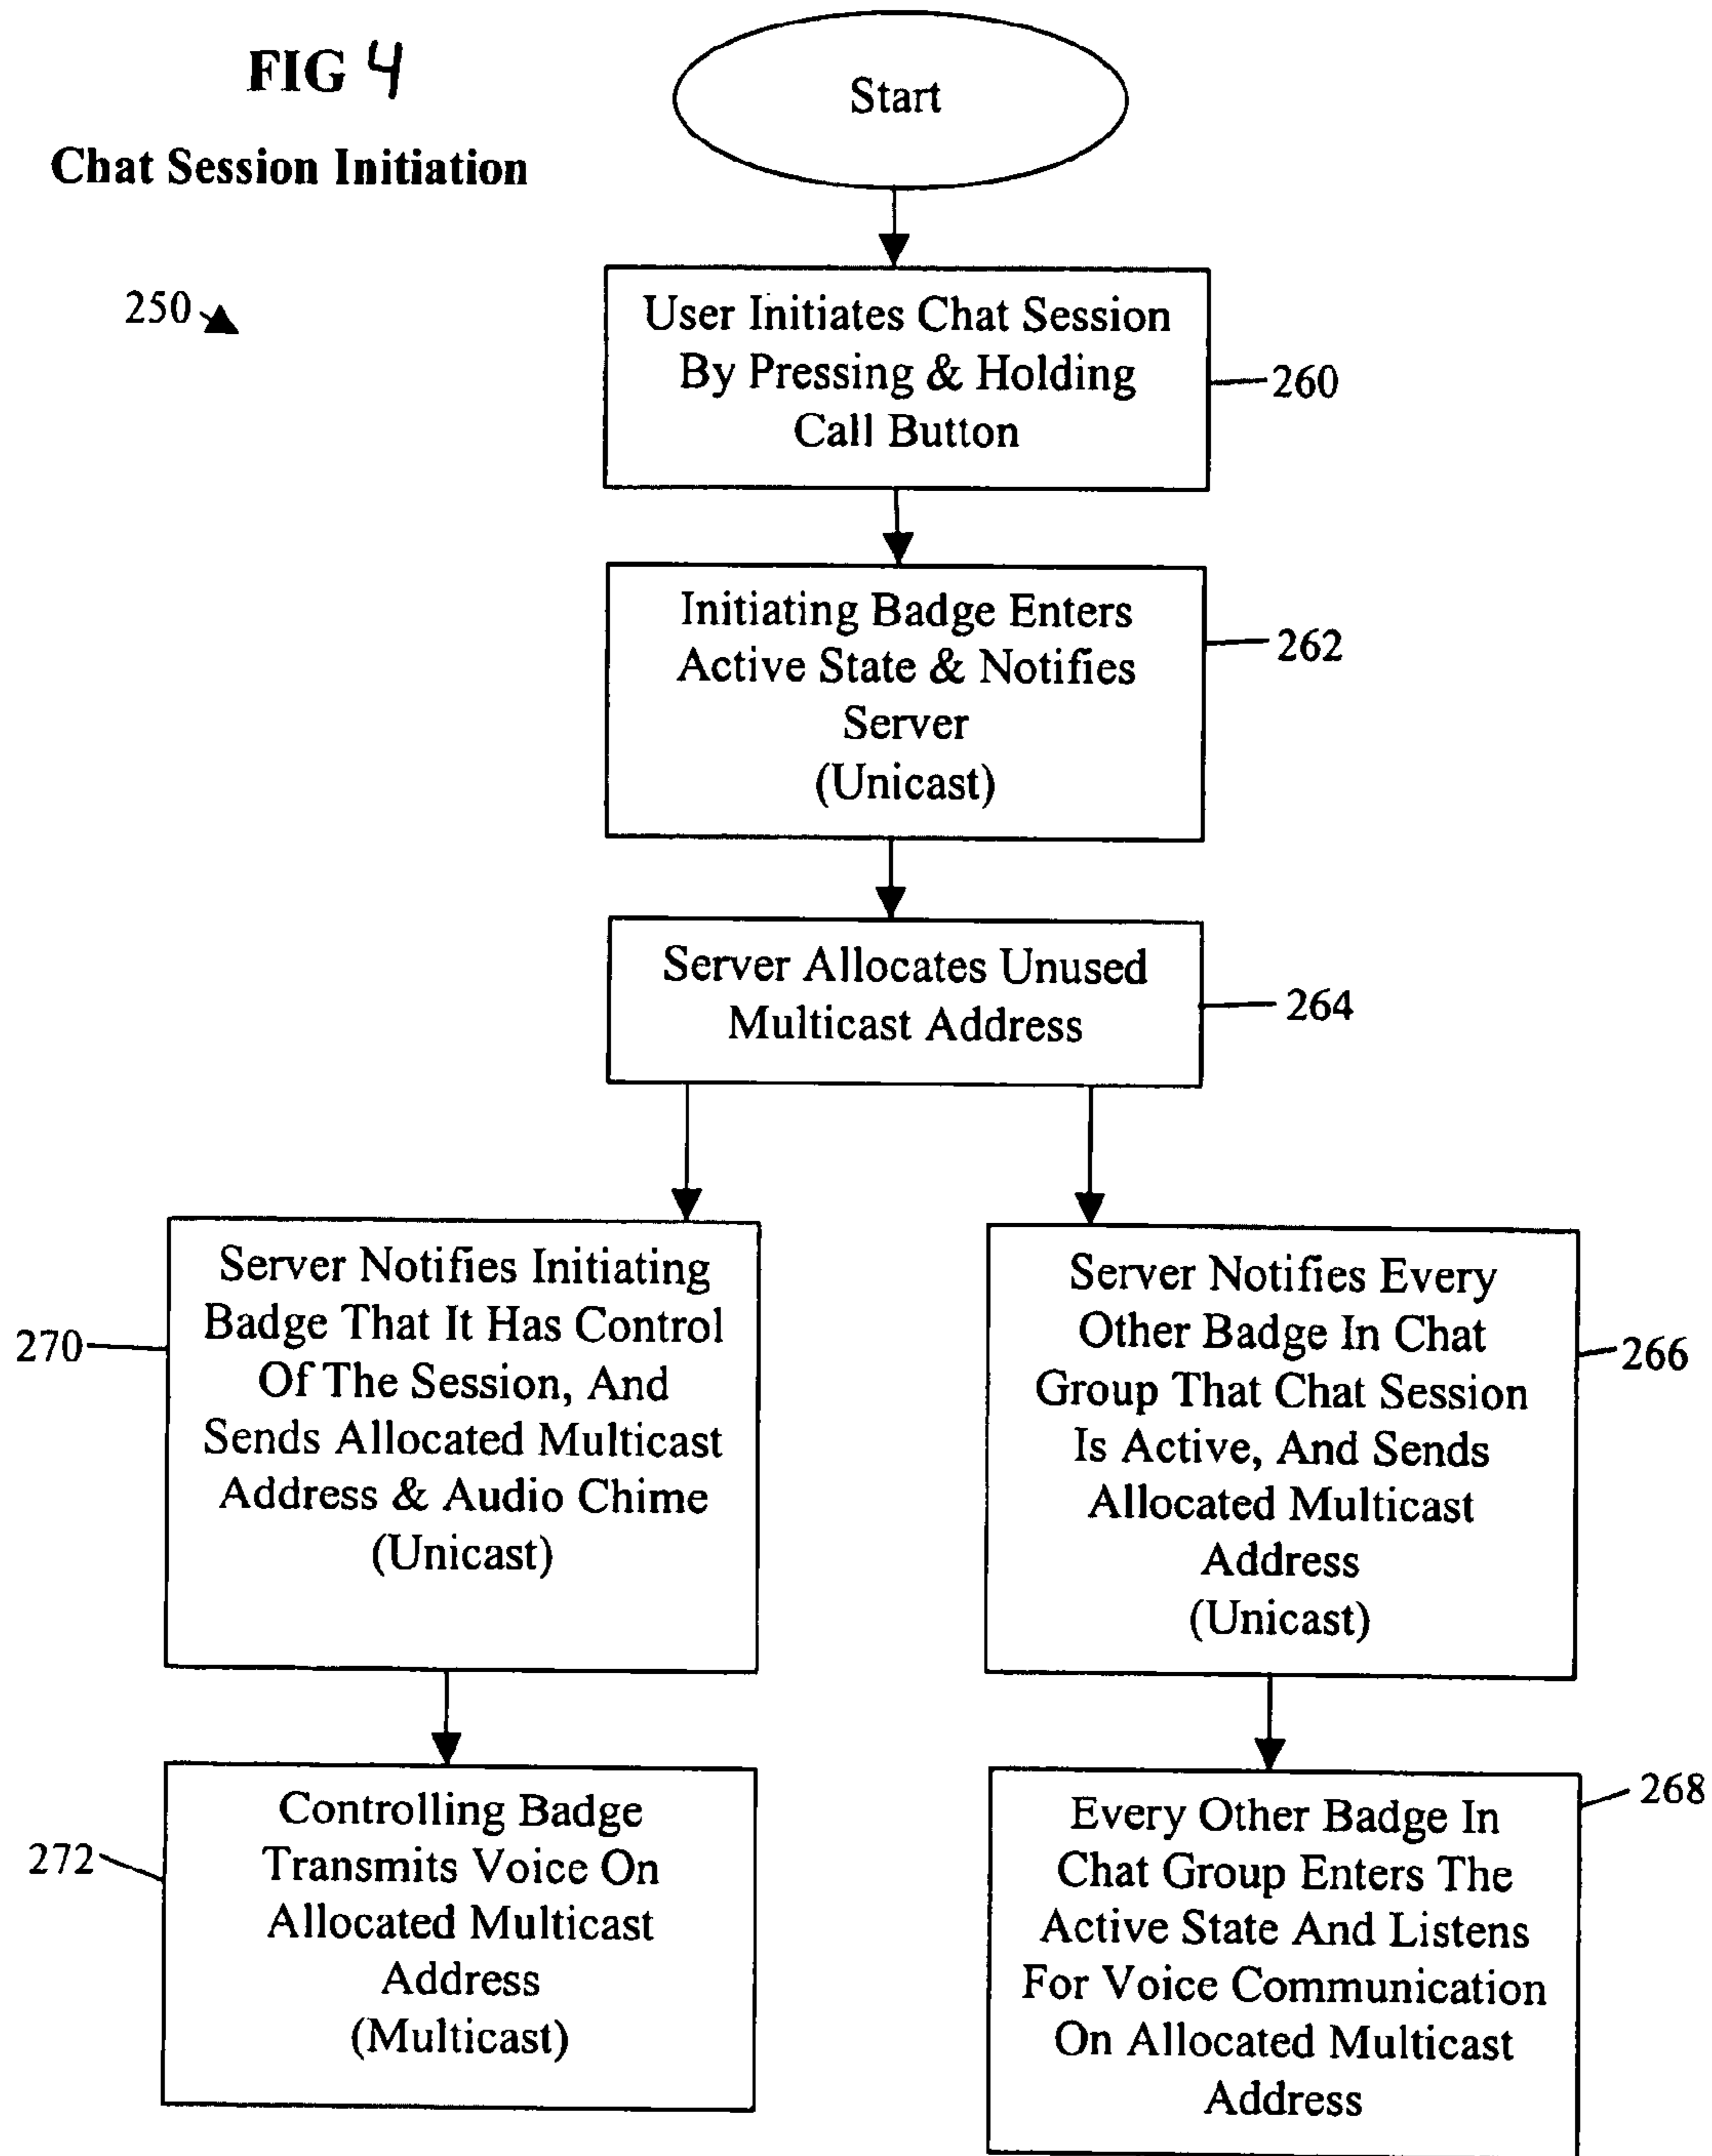 FIG 4
Chat Session Initiation
Start
250
User Initiates Chat Session
By Pressing & Holding
Call Button
260
Initiating Badge Enters
Active State & Notifies
Server
(Unicast)
262
Server Allocates Unused
Multicast Address
264
Server Notifies Initiating
Badge That It Has Control
Of The Session, And
Sends Allocated Multicast
Address & Audio Chime
(Unicast)
270
Server Notifies Every
Other Badge In Chat
Group That Chat Session
Is Active, And Sends
Allocated Multicast
Address
(Unicast)
266
Controlling Badge
Transmits Voice On
Allocated Multicast
Address
(Multicast)
272
Every Other Badge In
Chat Group Enters The
Active State And Listens
For Voice Communication
On Allocated Multicast
Address
268